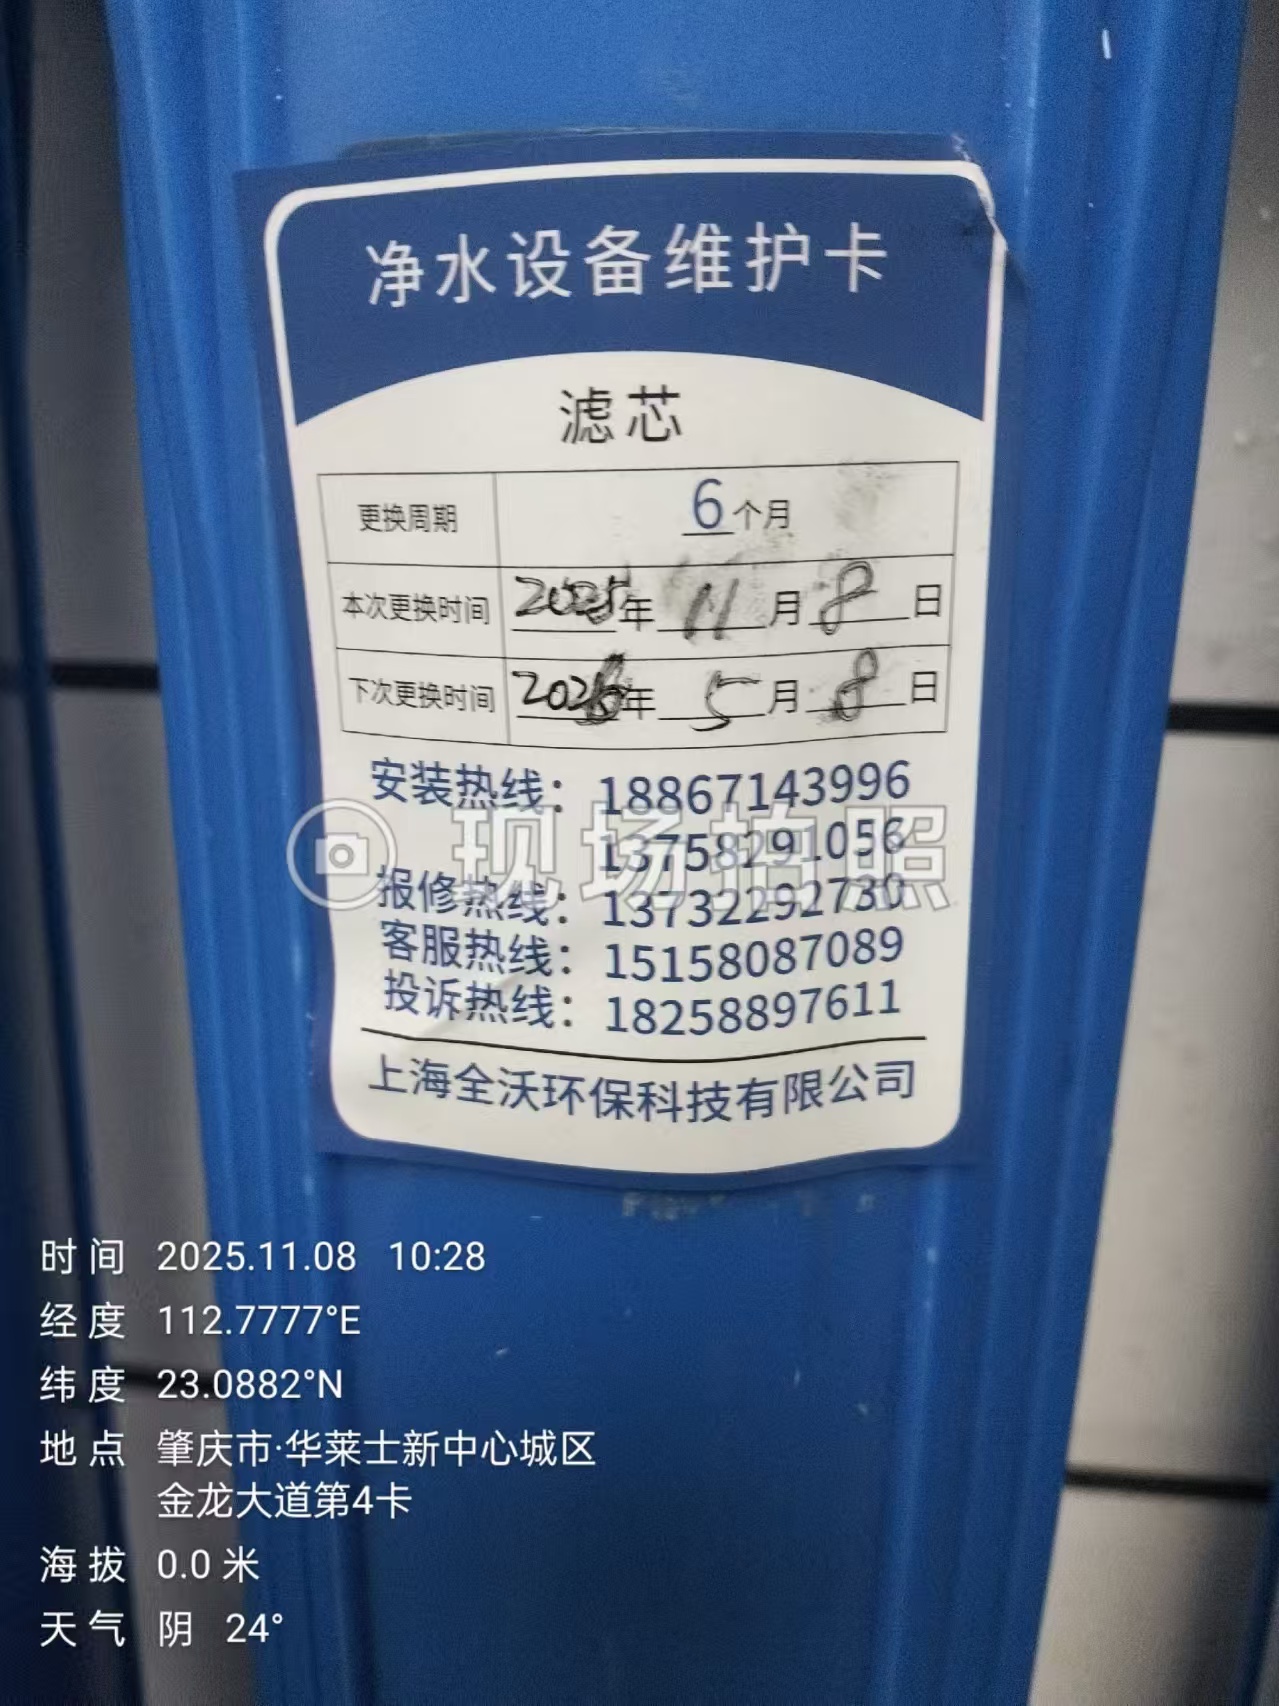 净水设备维护卡
滤芯
更换周期 6个月
本次更换时间 2025年11月8日
下次更换时间 2026年5月8日
安装热线：18867143996
13758291056
现场拍照
报修热线：13732292730
客服热线：15158087089
投诉热线：18258897611
上海全沃环保科技有限公司
时间 2025.11.08 10:28
经度 112.7777°E
纬度 23.0882°N
地点 肇庆市·华莱士新中心城区
金龙大道第4卡
海拔 0.0 米
天气 阴 24°